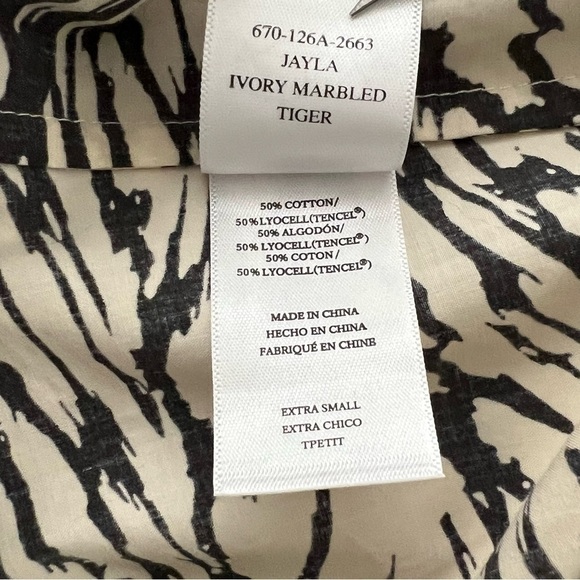 670-126A-2663
JAYLA
IVORY MARBLED
TIGER
50% COTTON/
50%LYOCELL(TENCEL®)
50% ALGODÓN/
50%LYOCELL(TENCEL®)
50% COTON/
50%LYOCELL(TENCEL®)
MADE IN CHINA
HECHO EN CHINA
FABRIQUÉ EN CHINE
EXTRA SMALL
EXTRA CHICO
TPETIT